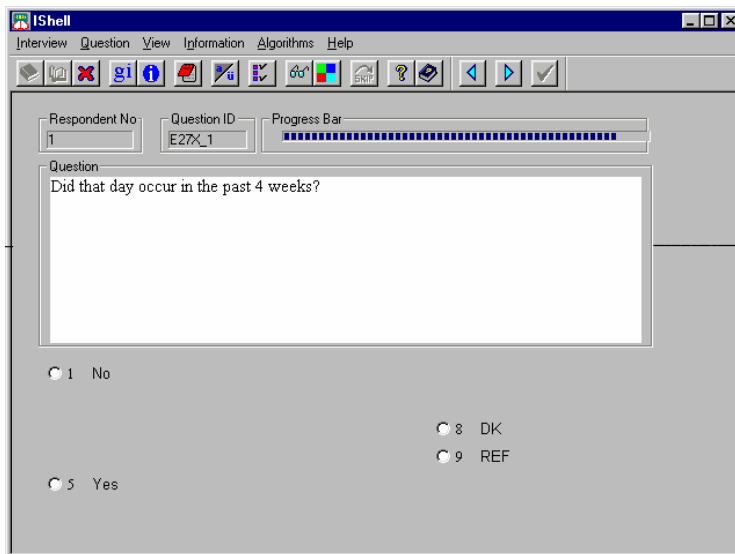 IShell
Interview Question View Information Algorithms Help
gi i a/ü SKIP ?
Respondent No Question ID Progress Bar
1 E27X_1
Question
Did that day occur in the past 4 weeks?
1 No
8 DK
9 REF
5 Yes